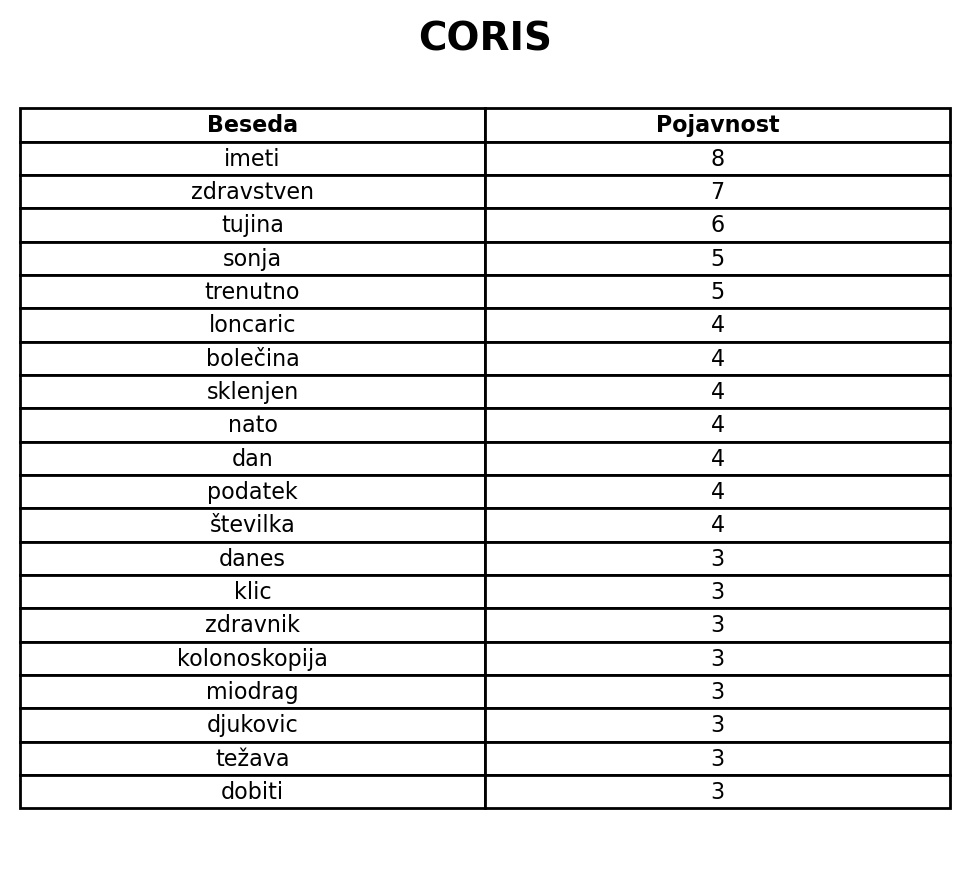 CORIS
Beseda Pojavnost
imeti 8
zdravstven 7
tujina 6
sonja 5
trenutno 5
loncaric 4
bolečina 4
sklenjen 4
nato 4
dan 4
podatek 4
številka 4
danes 3
klic 3
zdravnik 3
kolonoskopija 3
miodrag 3
djukovic 3
težava 3
dobiti 3